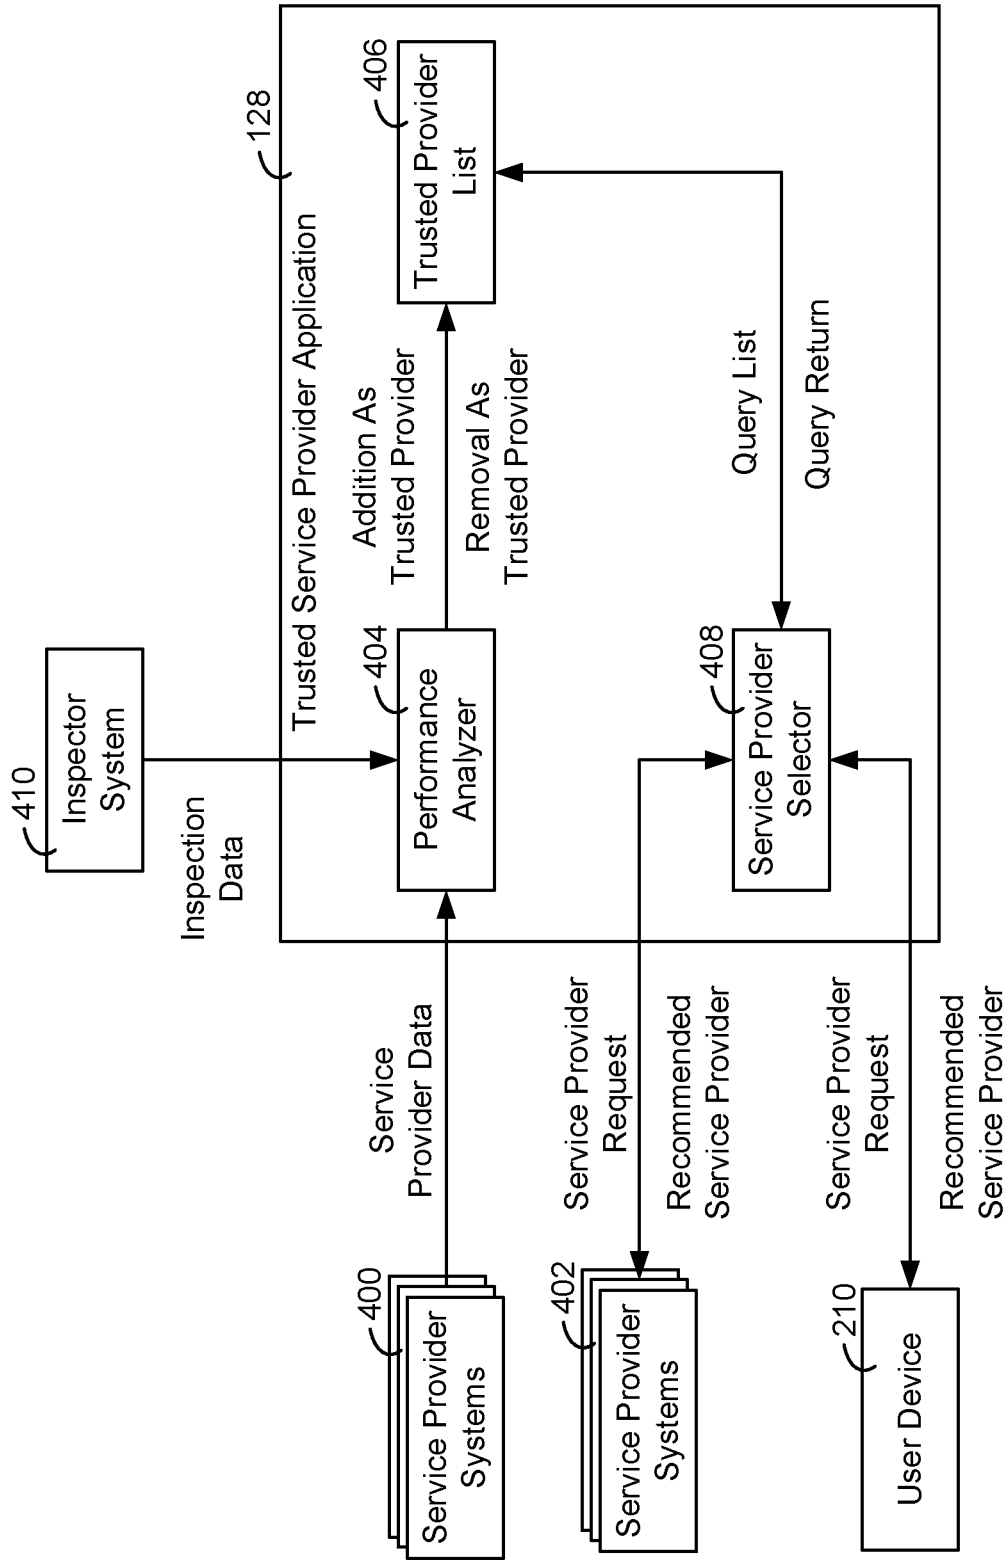 410
Inspector
System
Inspection
Data
128
Trusted Service Provider Application
400
Service Provider
Systems
Service
Provider Data
404
Performance
Analyzer
Addition As
Trusted Provider
Removal As
Trusted Provider
406
Trusted Provider
List
402
Service Provider
Systems
Service Provider
Request
Recommended
Service Provider
408
Service Provider
Selector
Query List
Query Return
210
User Device
Service Provider
Request
Recommended
Service Provider